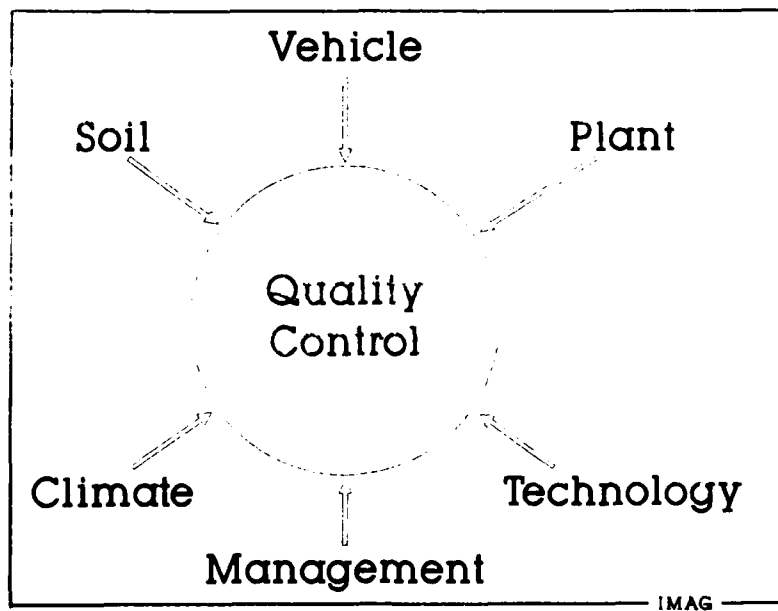 Vehicle
Soil
Plant
Quality
Control
Climate
Technology
Management
IMAG